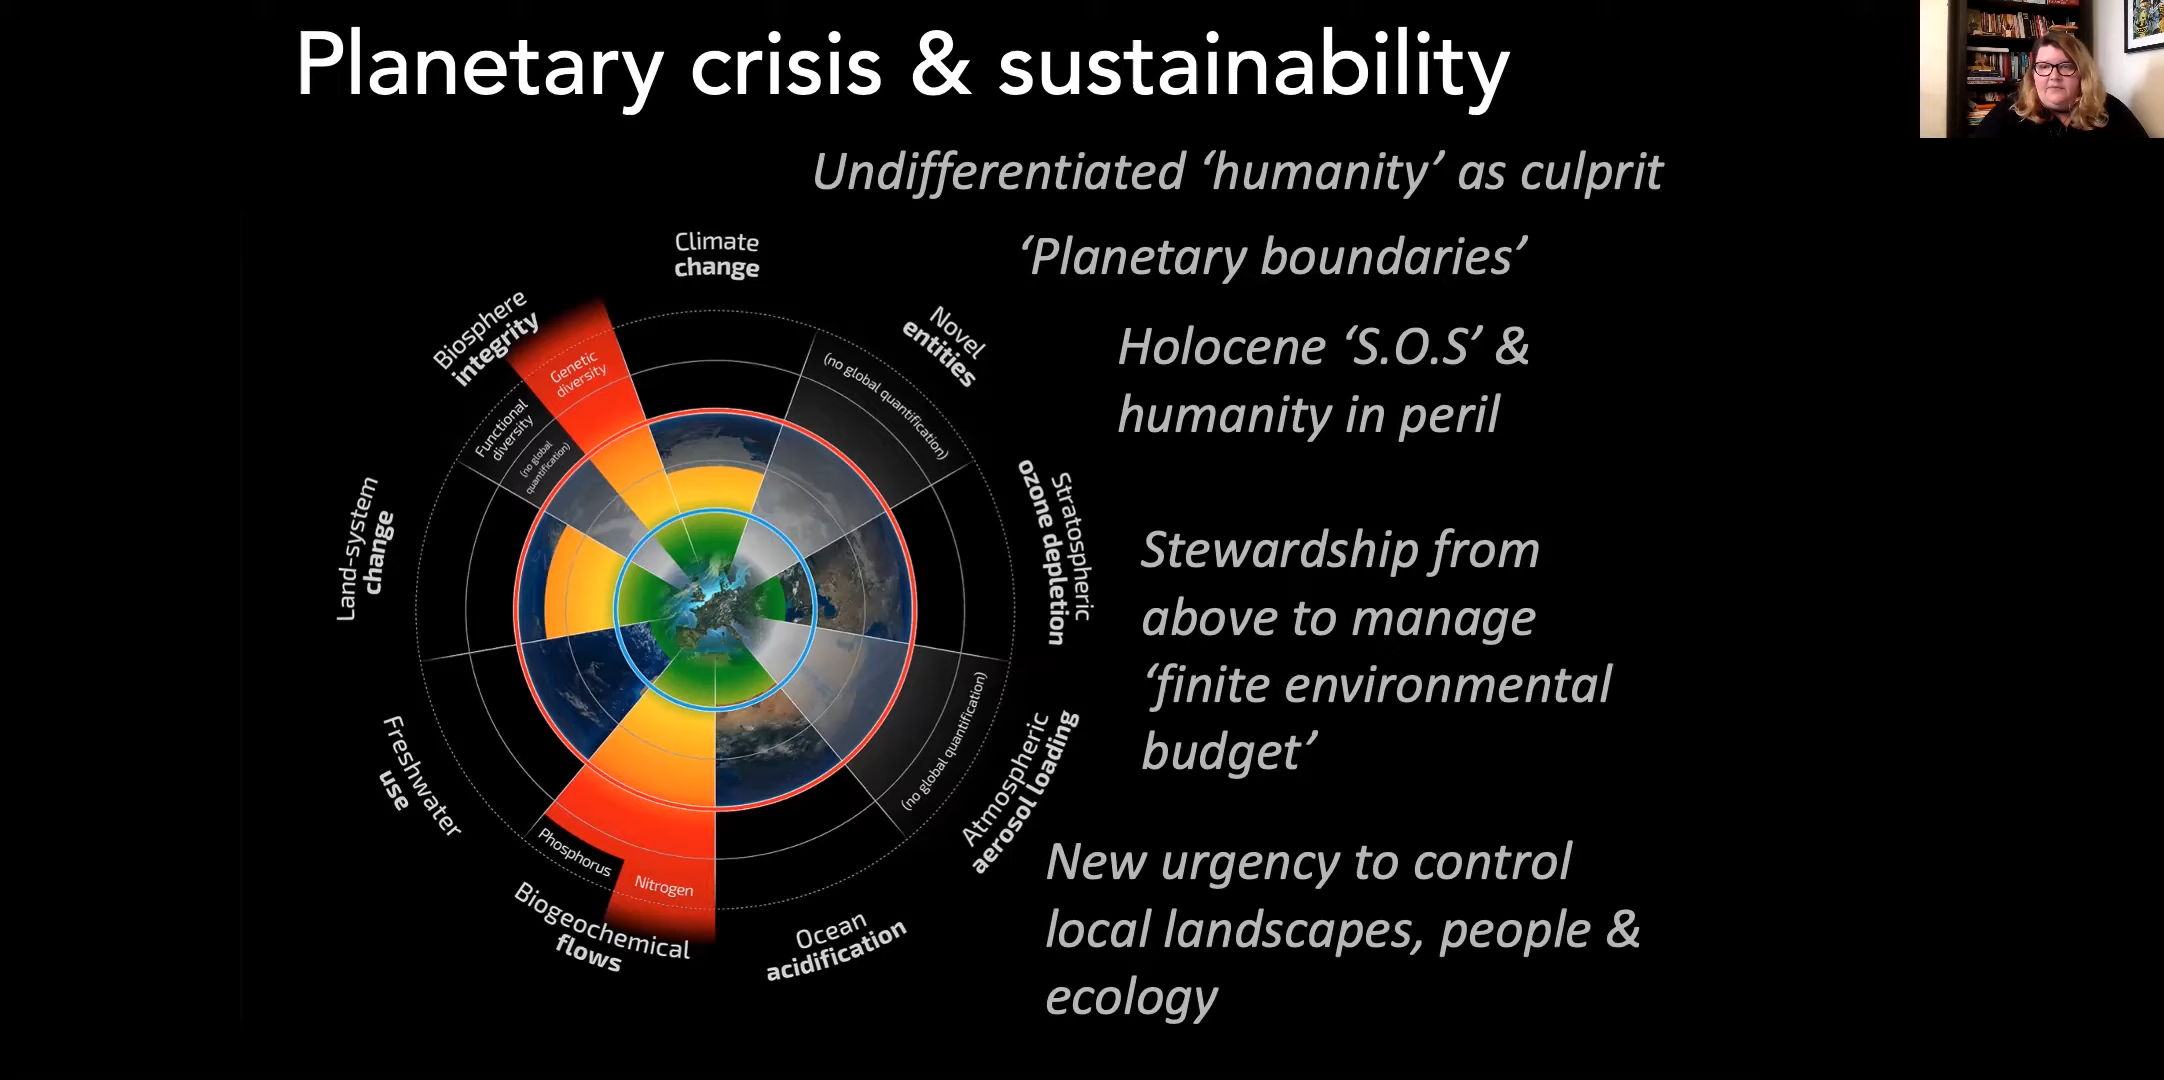 Planetary crisis & sustainability
Undifferentiated ‘humanity’ as culprit
‘Planetary boundaries’
Holocene ‘S.O.S’ &
humanity in peril
Stewardship from
above to manage
‘finite environmental
budget’
New urgency to control
local landscapes, people &
ecology
Climate
change
Novel
entities
(no global quantification)
Stratospheric
ozone depletion
Atmospheric
aerosol loading
(no global quantification)
Ocean
acidification
Biogeochemical
flows
Phosphorus
Nitrogen
Freshwater
use
Land-system
change
Biosphere
integrity
Functional
diversity
(no global
quantification)
Genetic
diversity